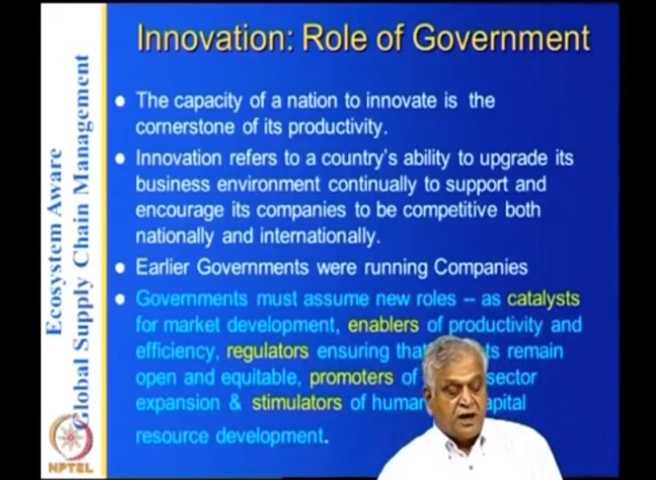 Innovation: Role of Government
The capacity of a nation to innovate is the
cornerstone of its productivity.
Innovation refers to a country's ability to upgrade its
business environment continually to support and
encourage its companies to be competitive both
nationally and internationally.
Earlier Governments were running Companies
Governments must assume new roles -- as catalysts
for market development, enablers of productivity and
efficiency, regulators ensuring that ts remain
open and equitable, promoters of sector
expansion & stimulators of human apital
resource development.
Ecosystem Aware
Global Supply Chain Management
NPTEL